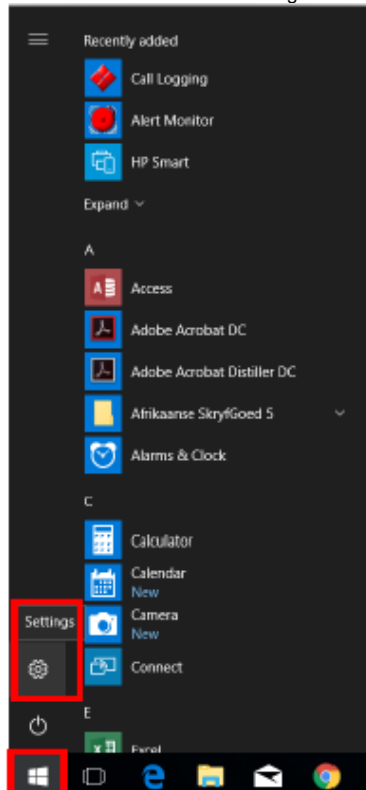 Recently added
Call Logging
Alert Monitor
HP Smart
Expand
A
Access
Adobe Acrobat DC
Adobe Acrobat Distiller DC
Afrikaanse SkryfGoed 5
Alarms & Clock
C
Calculator
Calendar
New
Camera
New
Settings
Connect
E
Excel